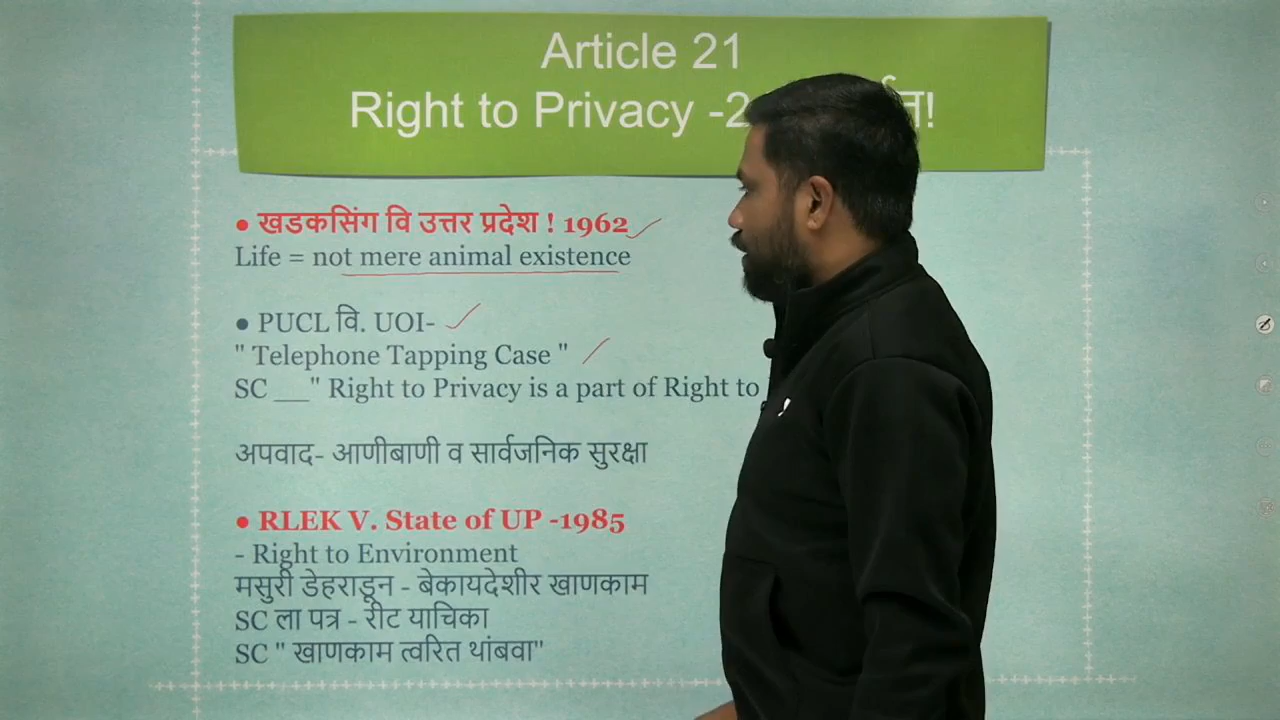 Article 21
Right to Privacy -2
● खडकसिंग वि उत्तर प्रदेश ! 1962
Life = not mere animal existence
● PUCL वि. UOI-
" Telephone Tapping Case "
SC __" Right to Privacy is a part of Right to
अपवाद- आणीबाणी व सार्वजनिक सुरक्षा
● RLEK V. State of UP -1985
- Right to Environment
मसुरी डेहराडून - बेकायदेशीर खाणकाम
SC ला पत्र - रीट याचिका
SC " खाणकाम त्वरित थांबवा"